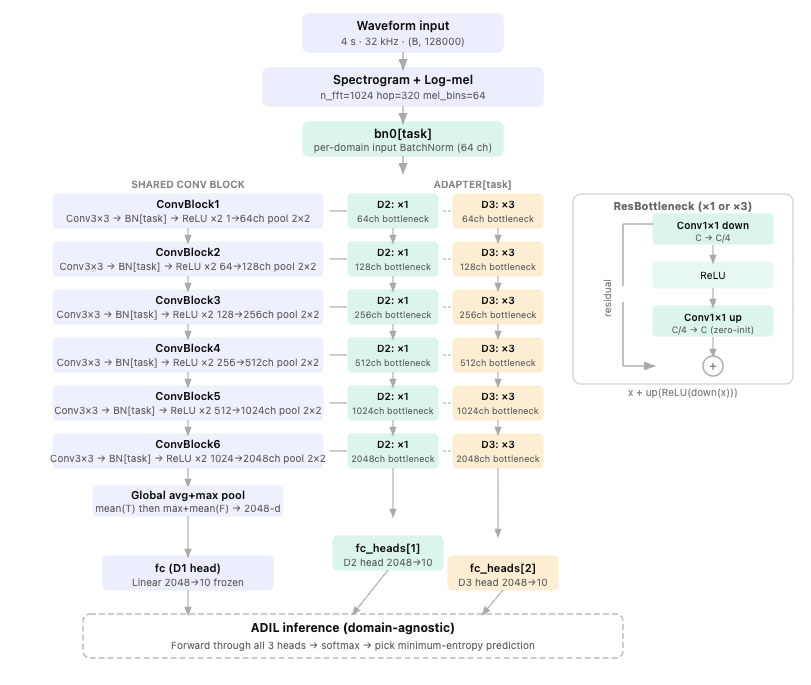 Waveform input
4 s · 32 kHz · (B, 128000)
Spectrogram + Log-mel
n_fft=1024 hop=320 mel_bins=64
bn0[task]
per-domain input BatchNorm (64 ch)
SHARED CONV BLOCK
ADAPTER[task]
ConvBlock1
Conv3×3 → BN[task] → ReLU ×2 1→64ch pool 2×2
D2: ×1
64ch bottleneck
D3: ×3
64ch bottleneck
ConvBlock2
Conv3×3 → BN[task] → ReLU ×2 64→128ch pool 2×2
D2: ×1
128ch bottleneck
D3: ×3
128ch bottleneck
ConvBlock3
Conv3×3 → BN[task] → ReLU ×2 128→256ch pool 2×2
D2: ×1
256ch bottleneck
D3: ×3
256ch bottleneck
ConvBlock4
Conv3×3 → BN[task] → ReLU ×2 256→512ch pool 2×2
D2: ×1
512ch bottleneck
D3: ×3
512ch bottleneck
ConvBlock5
Conv3×3 → BN[task] → ReLU ×2 512→1024ch pool 2×2
D2: ×1
1024ch bottleneck
D3: ×3
1024ch bottleneck
ConvBlock6
Conv3×3 → BN[task] → ReLU ×2 1024→2048ch pool 2×2
D2: ×1
2048ch bottleneck
D3: ×3
2048ch bottleneck
ResBottleneck (×1 or ×3)
Conv1×1 down
C → C/4
ReLU
residual
Conv1×1 up
C/4 → C (zero-init)
+
x + up(ReLU(down(x)))
Global avg+max pool
mean(T) then max+mean(F) → 2048-d
fc (D1 head)
Linear 2048→10 frozen
fc_heads[1]
D2 head 2048→10
fc_heads[2]
D3 head 2048→10
ADIL inference (domain-agnostic)
Forward through all 3 heads → softmax → pick minimum-entropy prediction